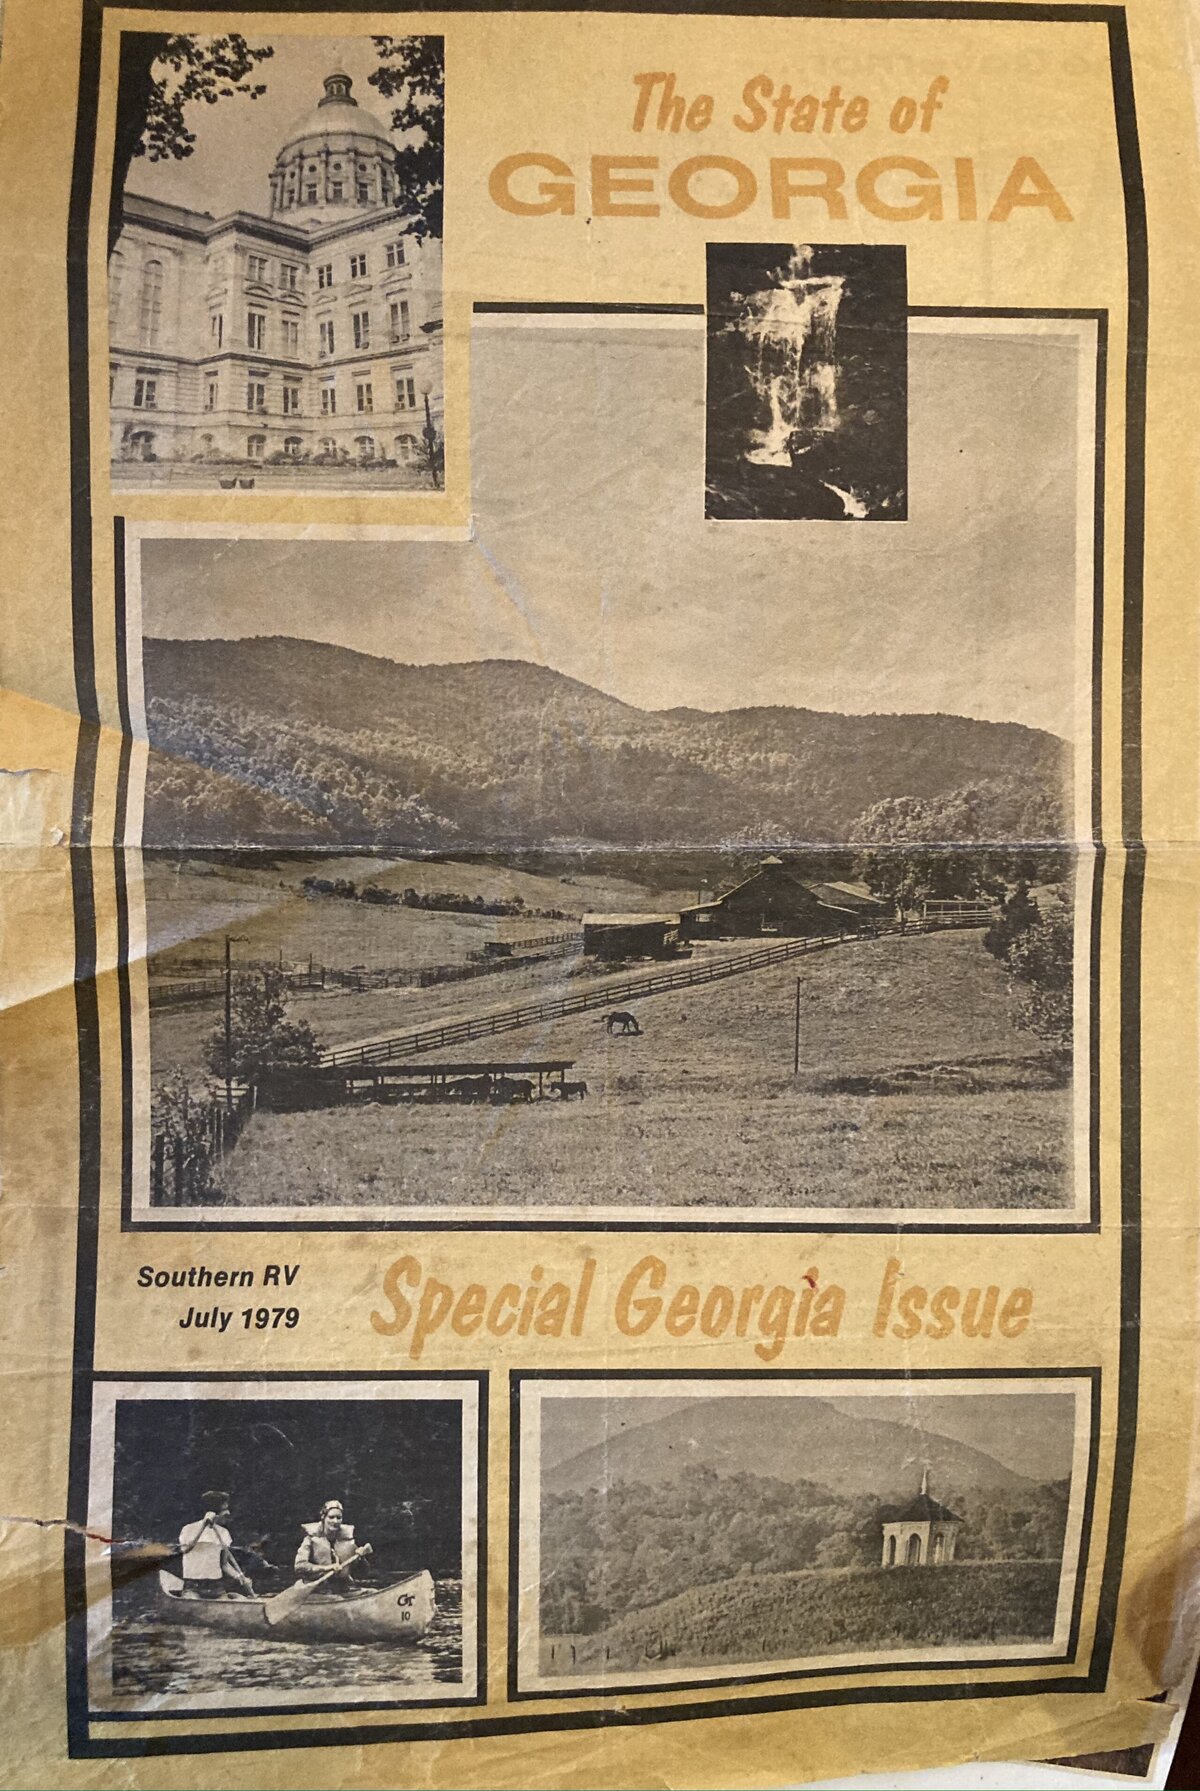 The State of
GEORGIA
Southern RV
July 1979
Special Georgia Issue
GT
10